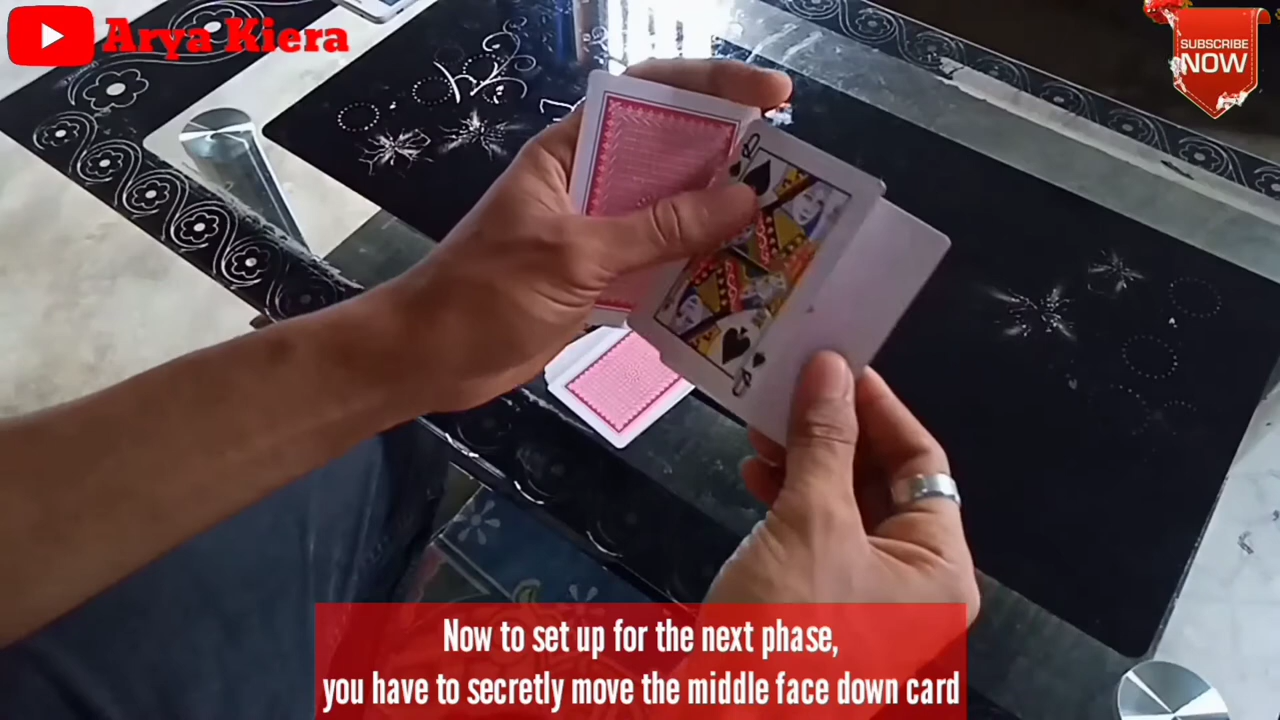 Arya Kiera
SUBSCRIBE
NOW
Q
Q
Now to set up for the next phase,
you have to secretly move the middle face down card